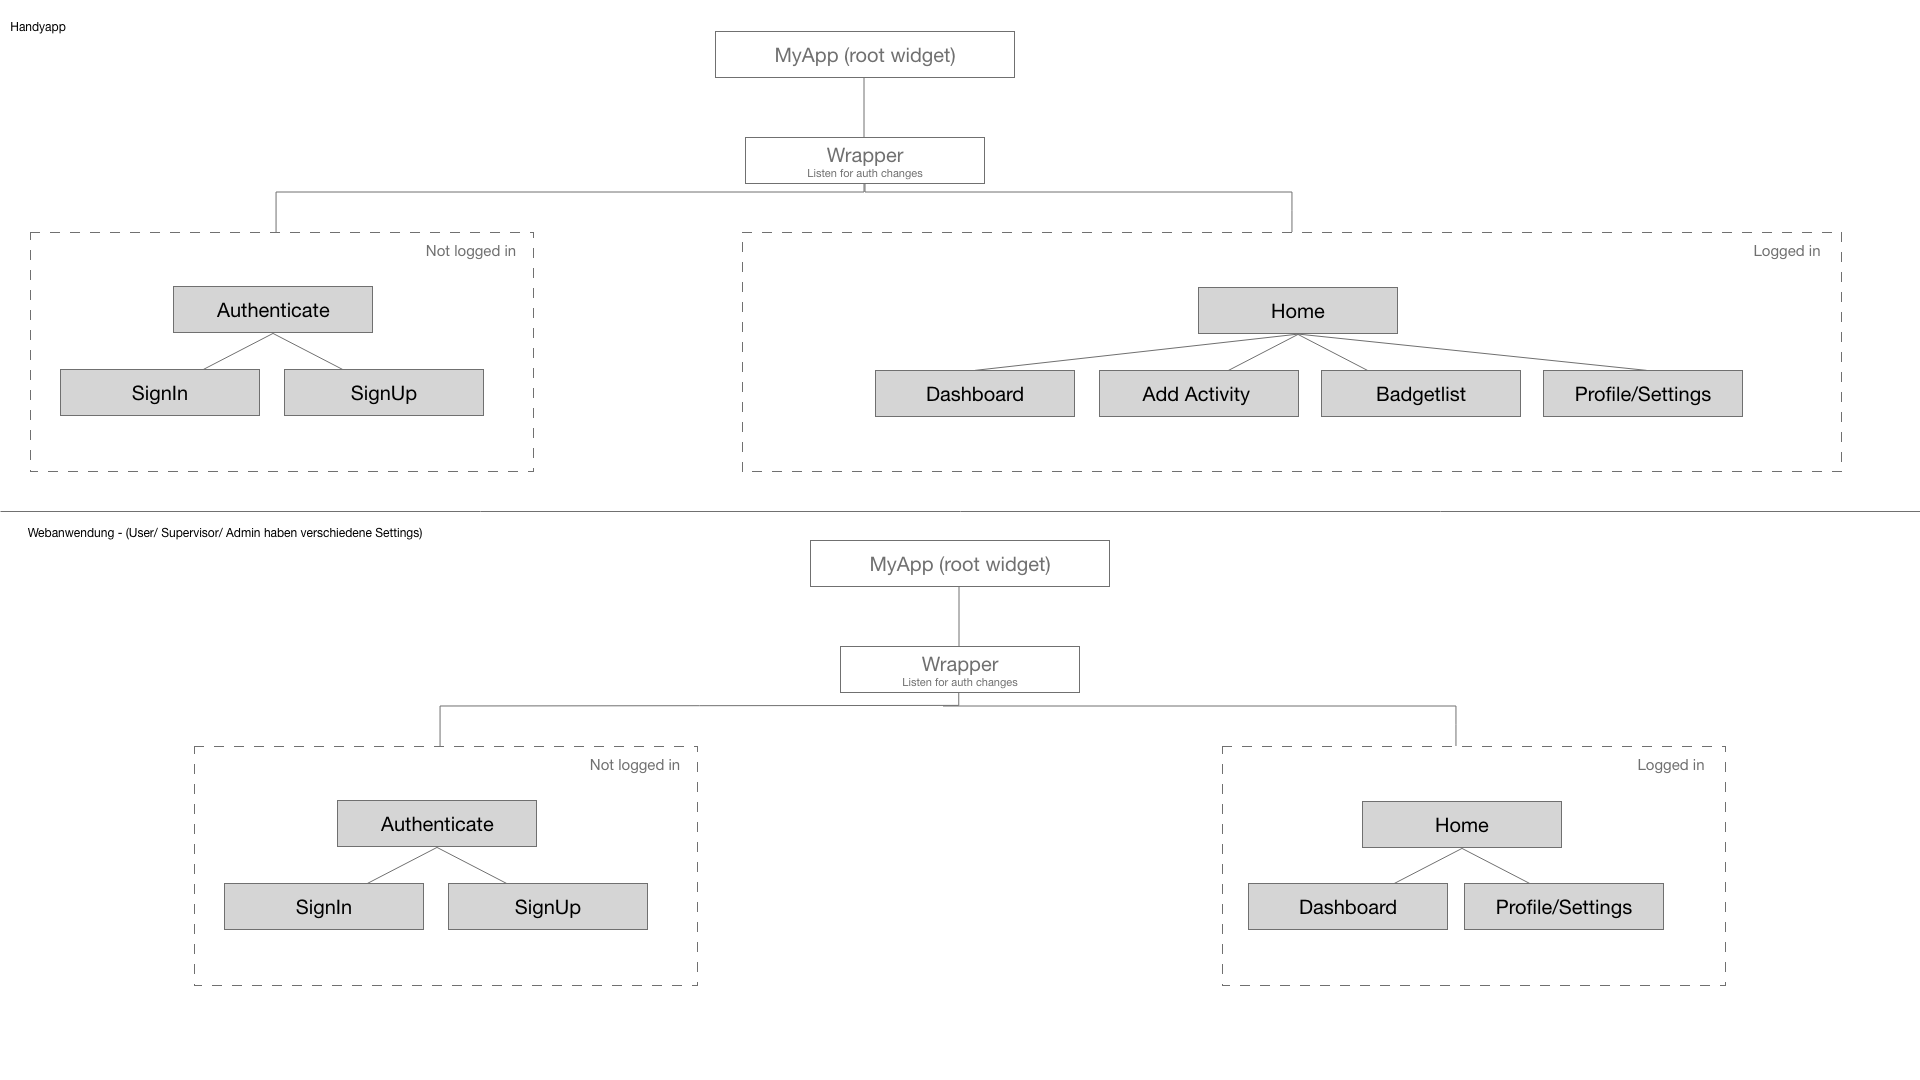 Handyapp
MyApp (root widget)
Wrapper
Listen for auth changes
Not logged in
Authenticate
SignIn
SignUp
Logged in
Home
Dashboard
Add Activity
Badgetlist
Profile/Settings
Webanwendung - (User/ Supervisor/ Admin haben verschiedene Settings)
MyApp (root widget)
Wrapper
Listen for auth changes
Not logged in
Authenticate
SignIn
SignUp
Logged in
Home
Dashboard
Profile/Settings